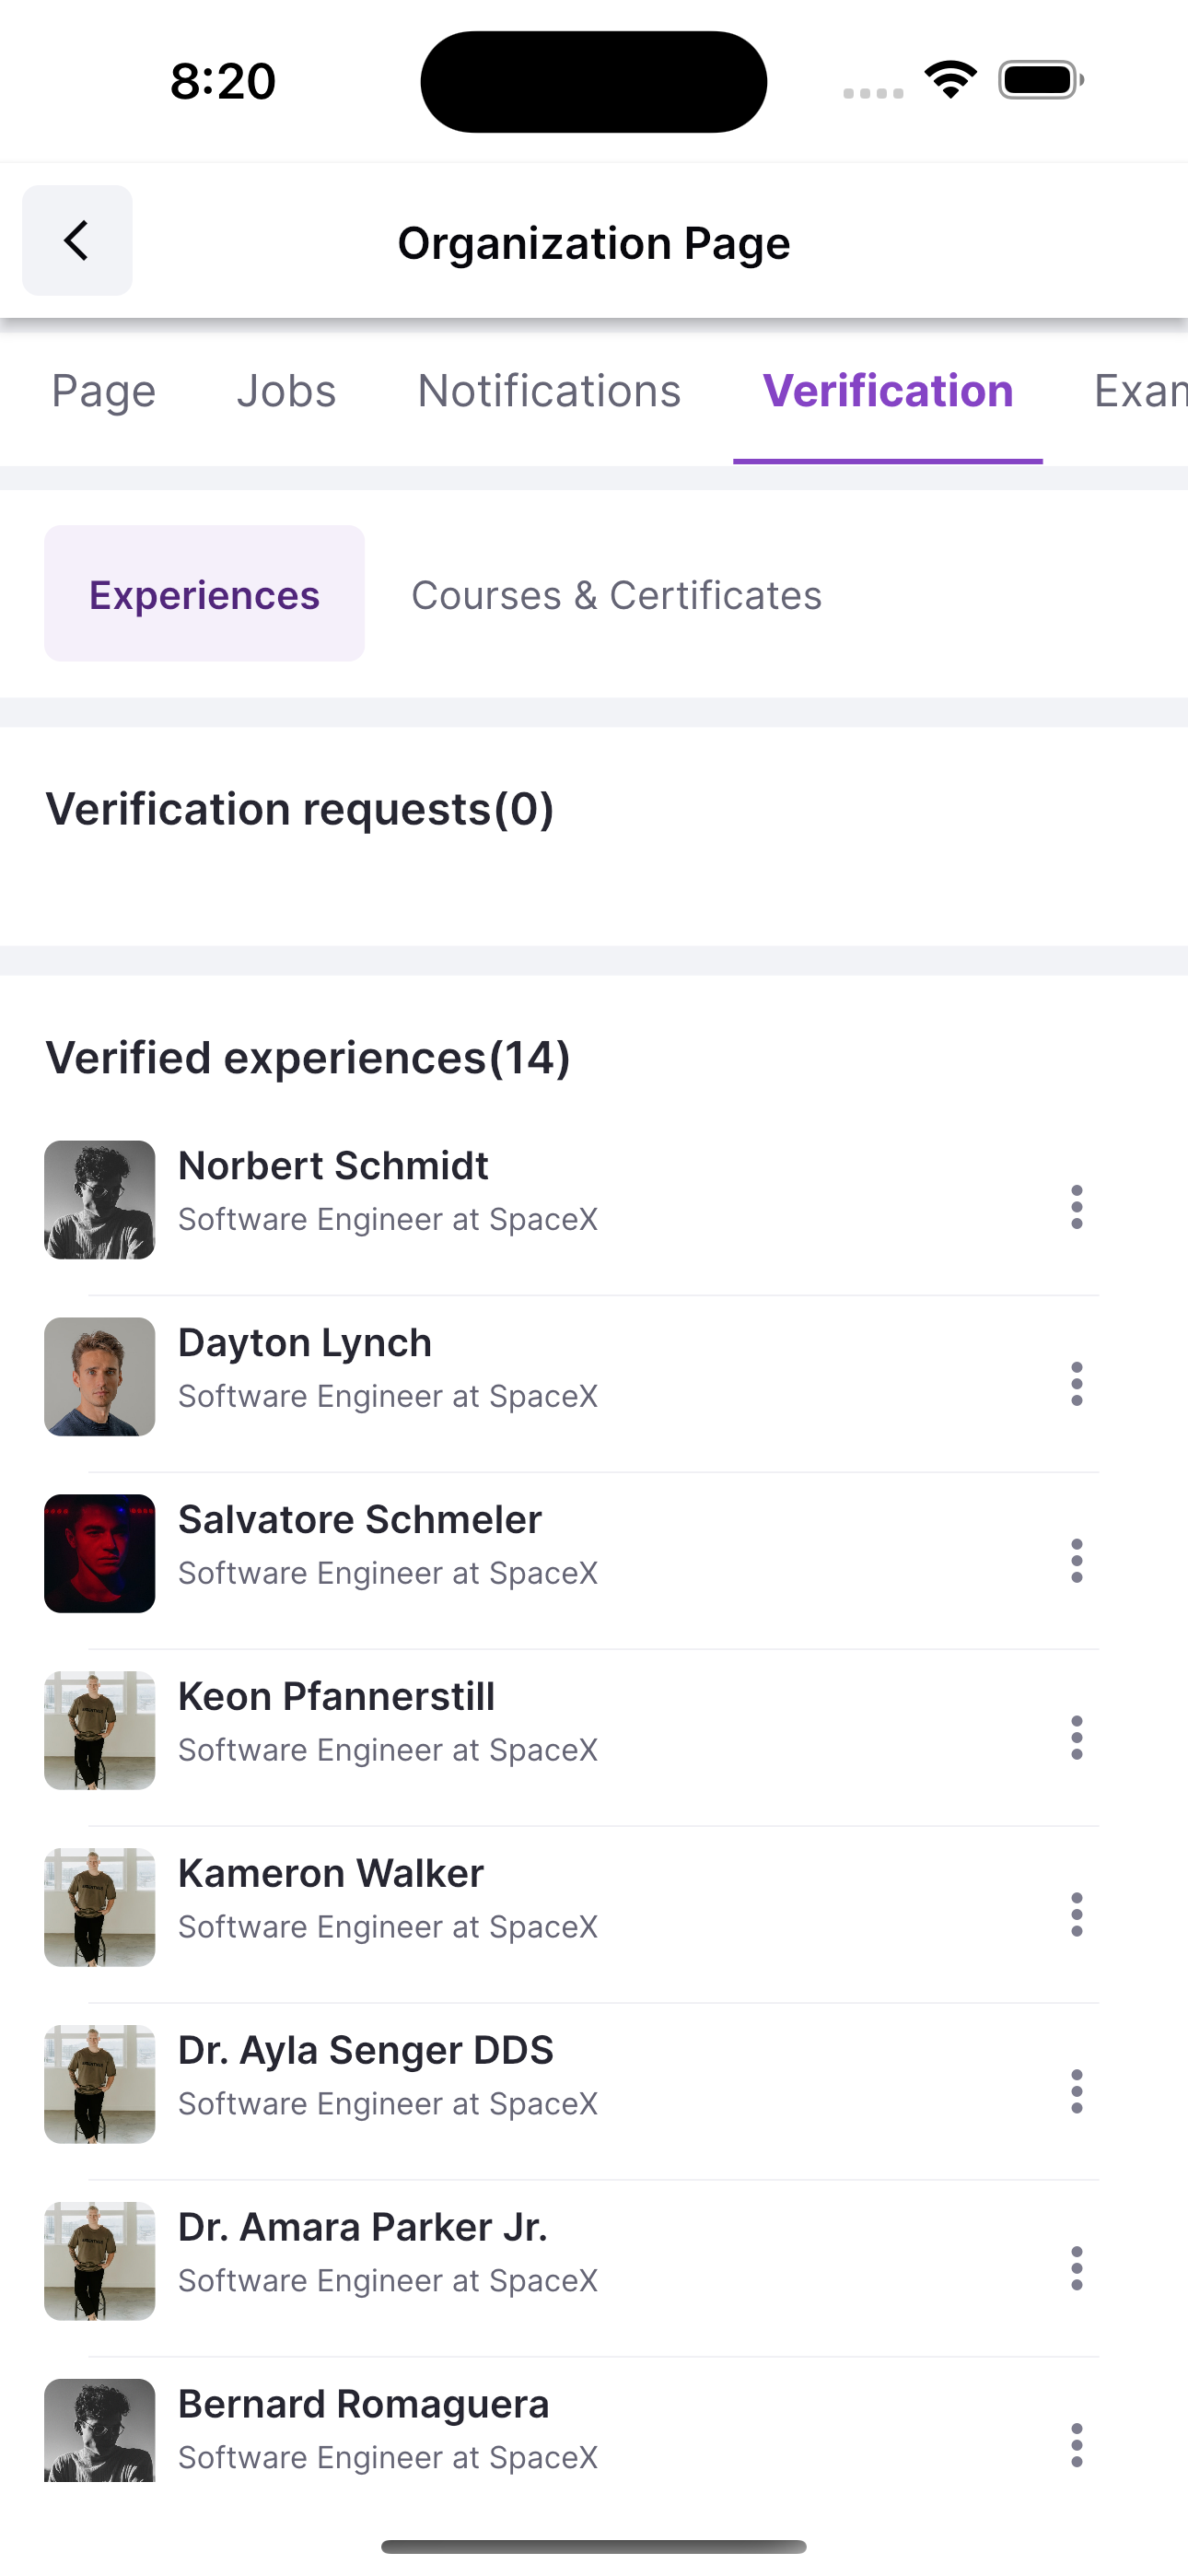 8:20
Organization Page
Page Jobs Notifications Verification Exam
Experiences Courses & Certificates
Verification requests(0)
Verified experiences(14)
Norbert Schmidt
Software Engineer at SpaceX
Dayton Lynch
Software Engineer at SpaceX
Salvatore Schmeler
Software Engineer at SpaceX
Keon Pfannerstill
Software Engineer at SpaceX
Kameron Walker
Software Engineer at SpaceX
Dr. Ayla Senger DDS
Software Engineer at SpaceX
Dr. Amara Parker Jr.
Software Engineer at SpaceX
Bernard Romaguera
Software Engineer at SpaceX